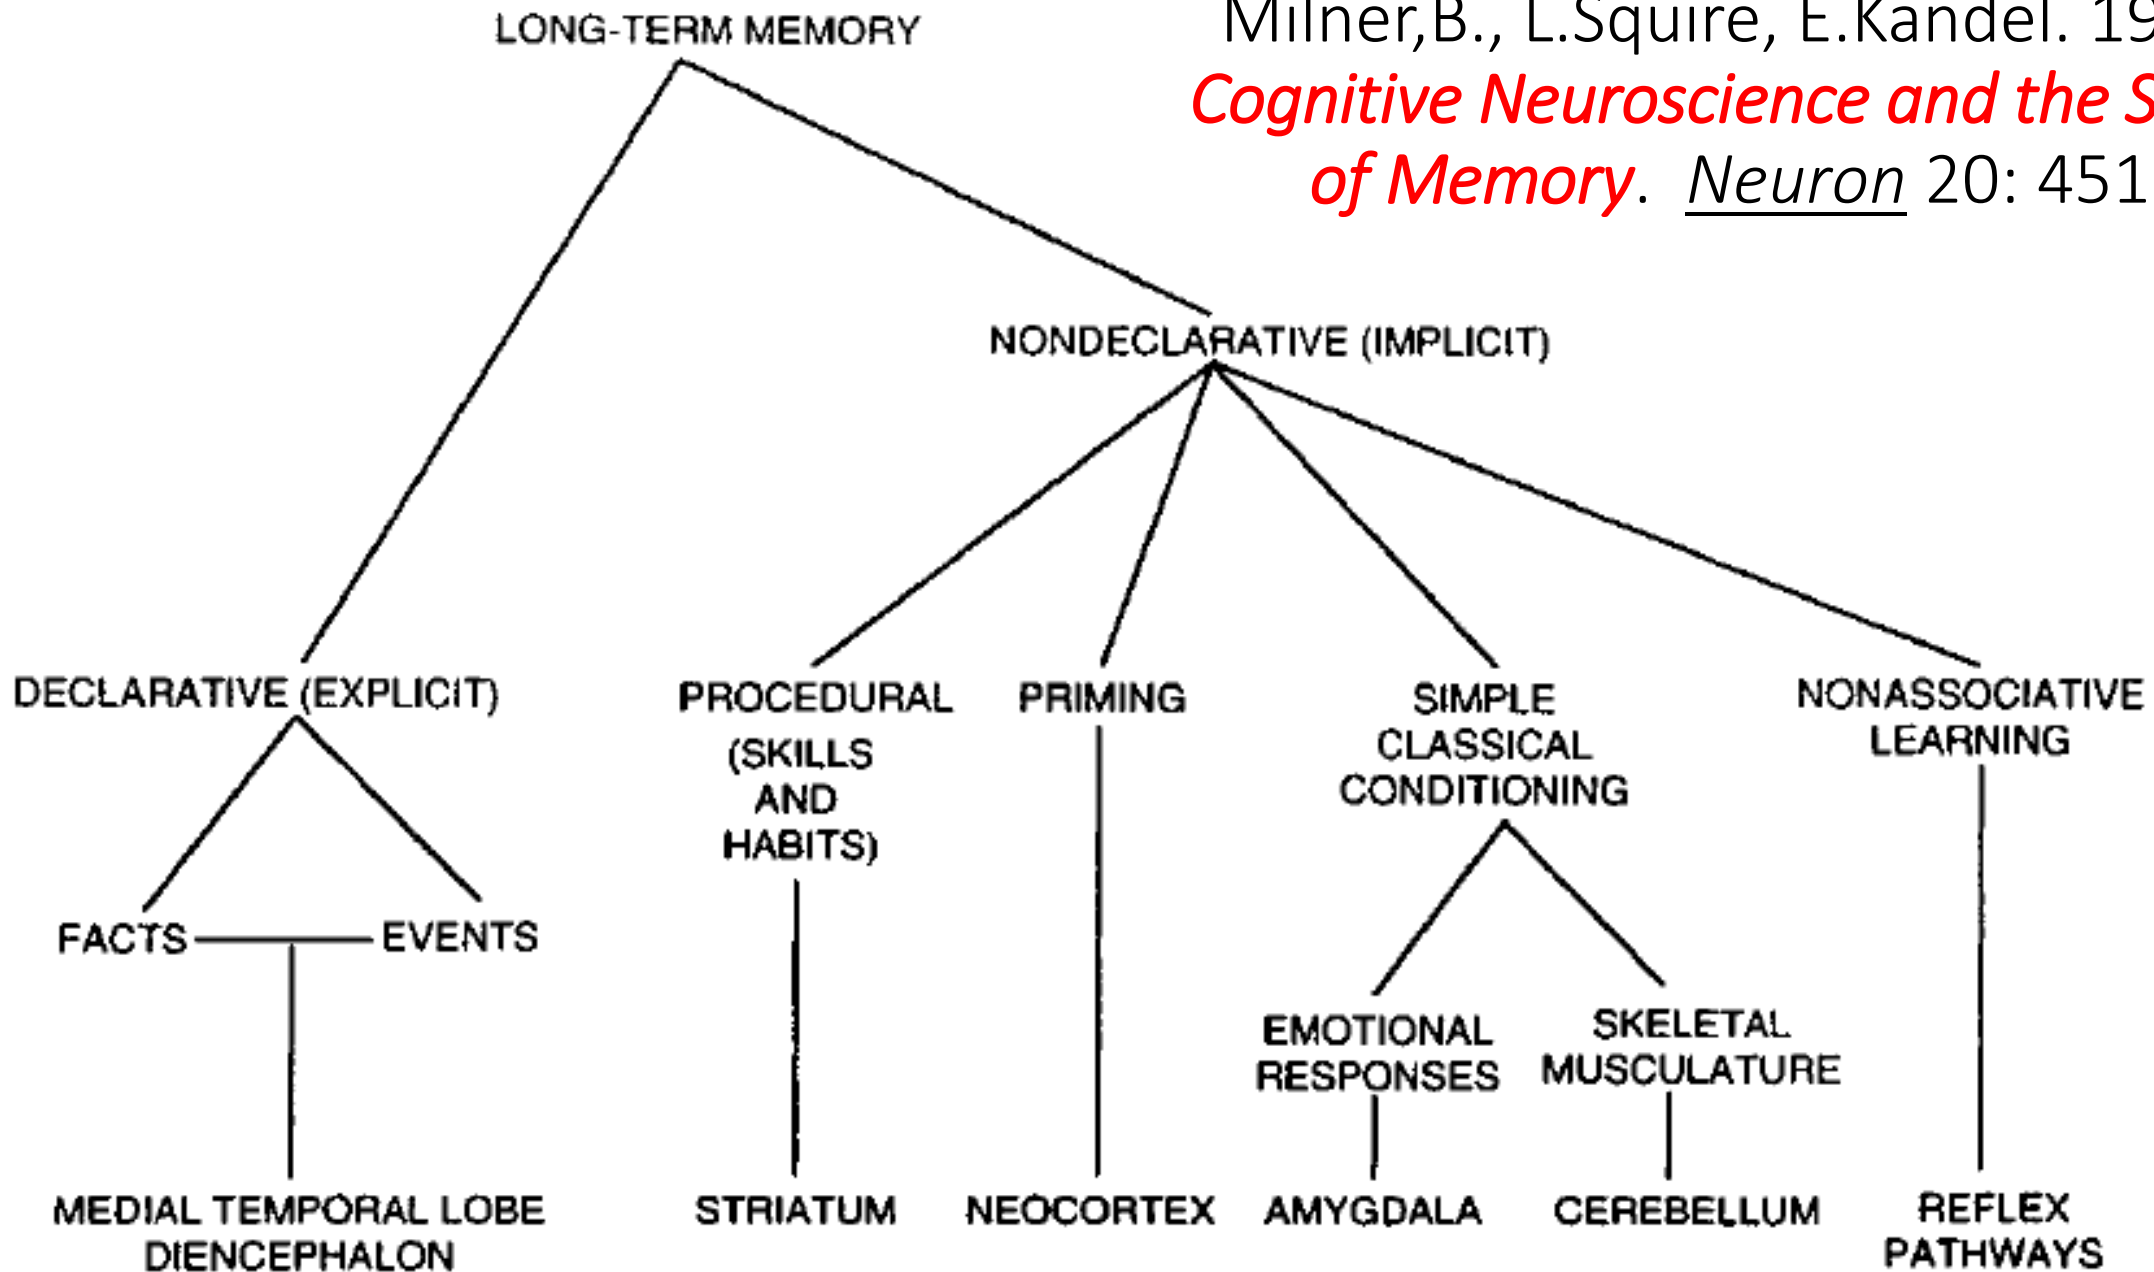 LONG-TERM MEMORY
Milner,B., L.Squire, E.Kandel. 19
Cognitive Neuroscience and the S
of Memory. Neuron 20: 451
NONDECLARATIVE (IMPLICIT)
DECLARATIVE (EXPLICIT)
PROCEDURAL
(SKILLS
AND
HABITS)
PRIMING
SIMPLE
CLASSICAL
CONDITIONING
NONASSOCIATIVE
LEARNING
FACTS
EVENTS
EMOTIONAL
RESPONSES
SKELETAL
MUSCULATURE
MEDIAL TEMPORAL LOBE
DIENCEPHALON
STRIATUM
NEOCORTEX
AMYGDALA
CEREBELLUM
REFLEX
PATHWAYS